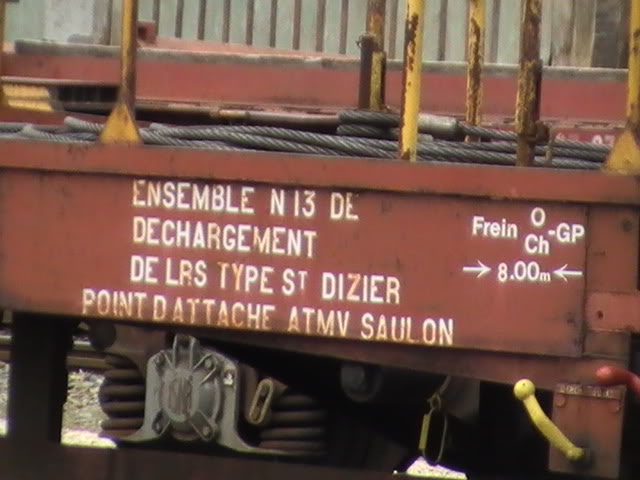 ENSEMBLE N 13 DE
DECHARGEMENT
DE LRS TYPE ST DIZIER
POINT D ATTACHE ATMV SAULON
Frein O-GP
Ch
8.00m